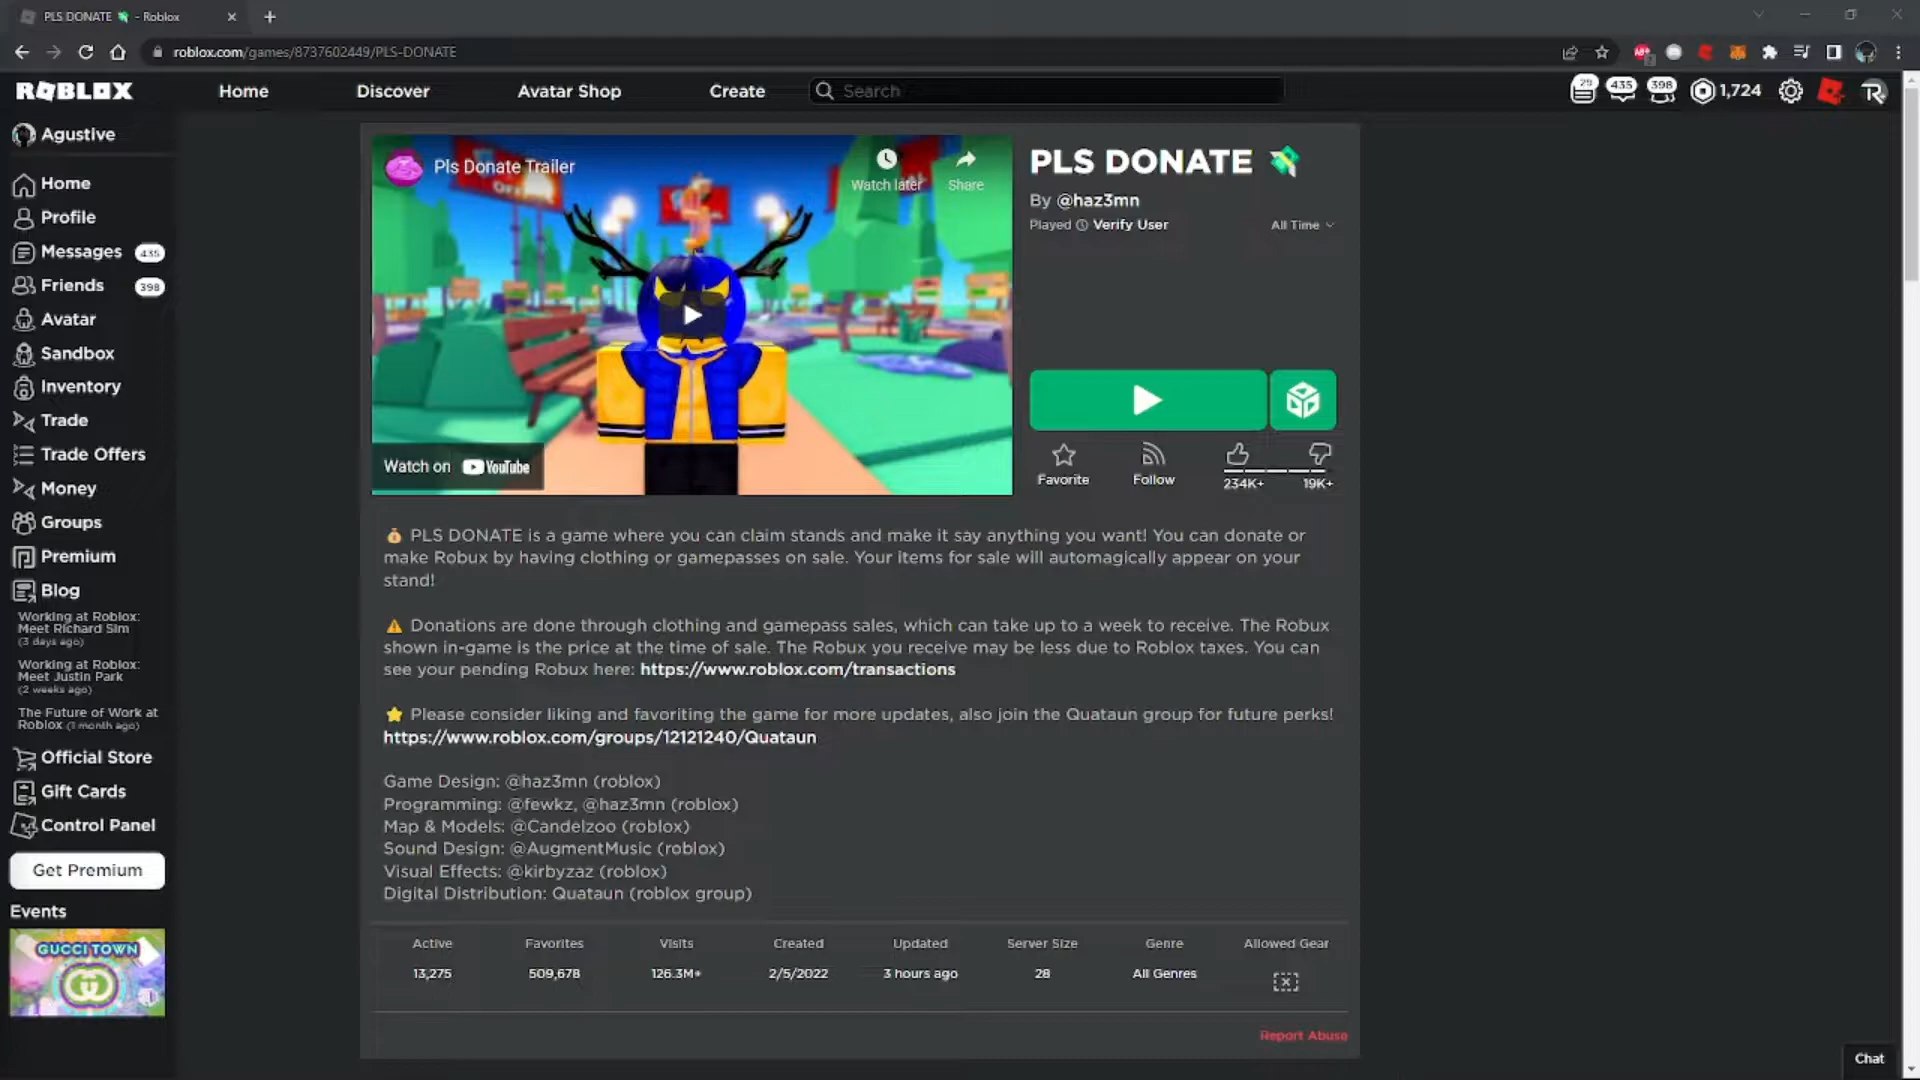 PLS DONATE - Roblox
roblox.com/games/8737602449/PLS-DONATE
ROBLOX
Home
Discover
Avatar Shop
Create
Search
29
435
398
1,724
Agustive
Home
Profile
Messages 435
Friends 398
Avatar
Sandbox
Inventory
Trade
Trade Offers
Money
Groups
Premium
Blog
Working at Roblox:
Meet Richard Sim
(3 days ago)
Working at Roblox:
Meet Justin Park
(2 weeks ago)
The Future of Work at
Roblox (1 month ago)
Official Store
Gift Cards
Control Panel
Get Premium
Events
GUCCI TOWN
Pls Donate Trailer
Watch later
Share
Watch on YouTube
PLS DONATE
By @haz3mn
Played Verify User
All Time
Favorite
Follow
234K+
19K+
PLS DONATE is a game where you can claim stands and make it say anything you want! You can donate or
make Robux by having clothing or gamepasses on sale. Your items for sale will automagically appear on your
stand!
Donations are done through clothing and gamepass sales, which can take up to a week to receive. The Robux
shown in-game is the price at the time of sale. The Robux you receive may be less due to Roblox taxes. You can
see your pending Robux here: https://www.roblox.com/transactions
Please consider liking and favoriting the game for more updates, also join the Quataun group for future perks!
https://www.roblox.com/groups/12121240/Quataun
Game Design: @haz3mn (roblox)
Programming: @fewkz, @haz3mn (roblox)
Map & Models: @Candelzoo (roblox)
Sound Design: @AugmentMusic (roblox)
Visual Effects: @kirbyzaz (roblox)
Digital Distribution: Quataun (roblox group)
Active Favorites Visits Created Updated Server Size Genre Allowed Gear
13,275 509,678 126.3M+ 2/5/2022 3 hours ago 28 All Genres
Report Abuse
Chat